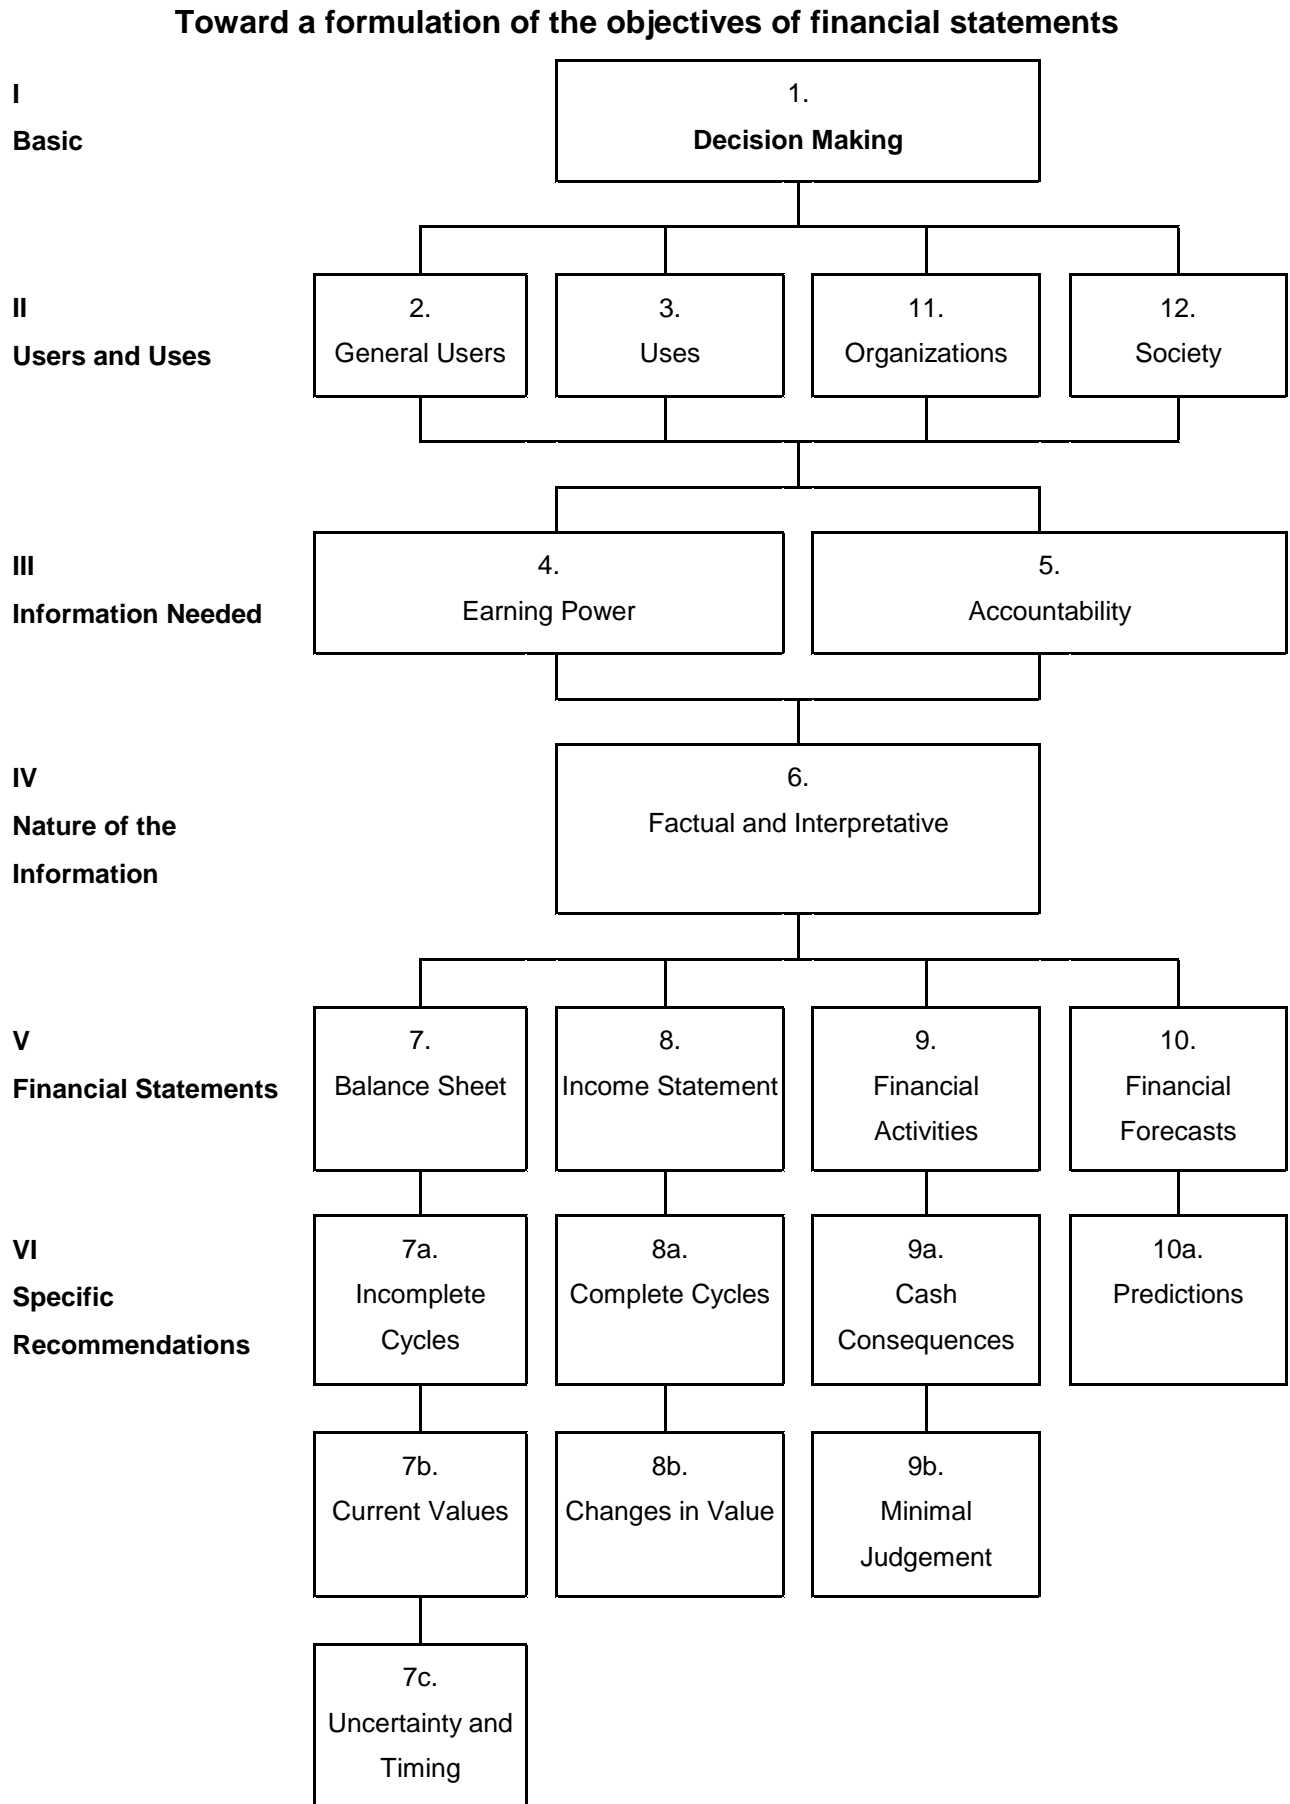 Toward a formulation of the objectives of financial statements
I
Basic
1.
Decision Making
II
Users and Uses
2.
General Users
3.
Uses
11.
Organizations
12.
Society
III
Information Needed
4.
Earning Power
5.
Accountability
IV
Nature of the
Information
6.
Factual and Interpretative
V
Financial Statements
7.
Balance Sheet
8.
Income Statement
9.
Financial
Activities
10.
Financial
Forecasts
VI
Specific
Recommendations
7a.
Incomplete
Cycles
8a.
Complete Cycles
9a.
Cash
Consequences
10a.
Predictions
7b.
Current Values
8b.
Changes in Value
9b.
Minimal
Judgement
7c.
Uncertainty and
Timing